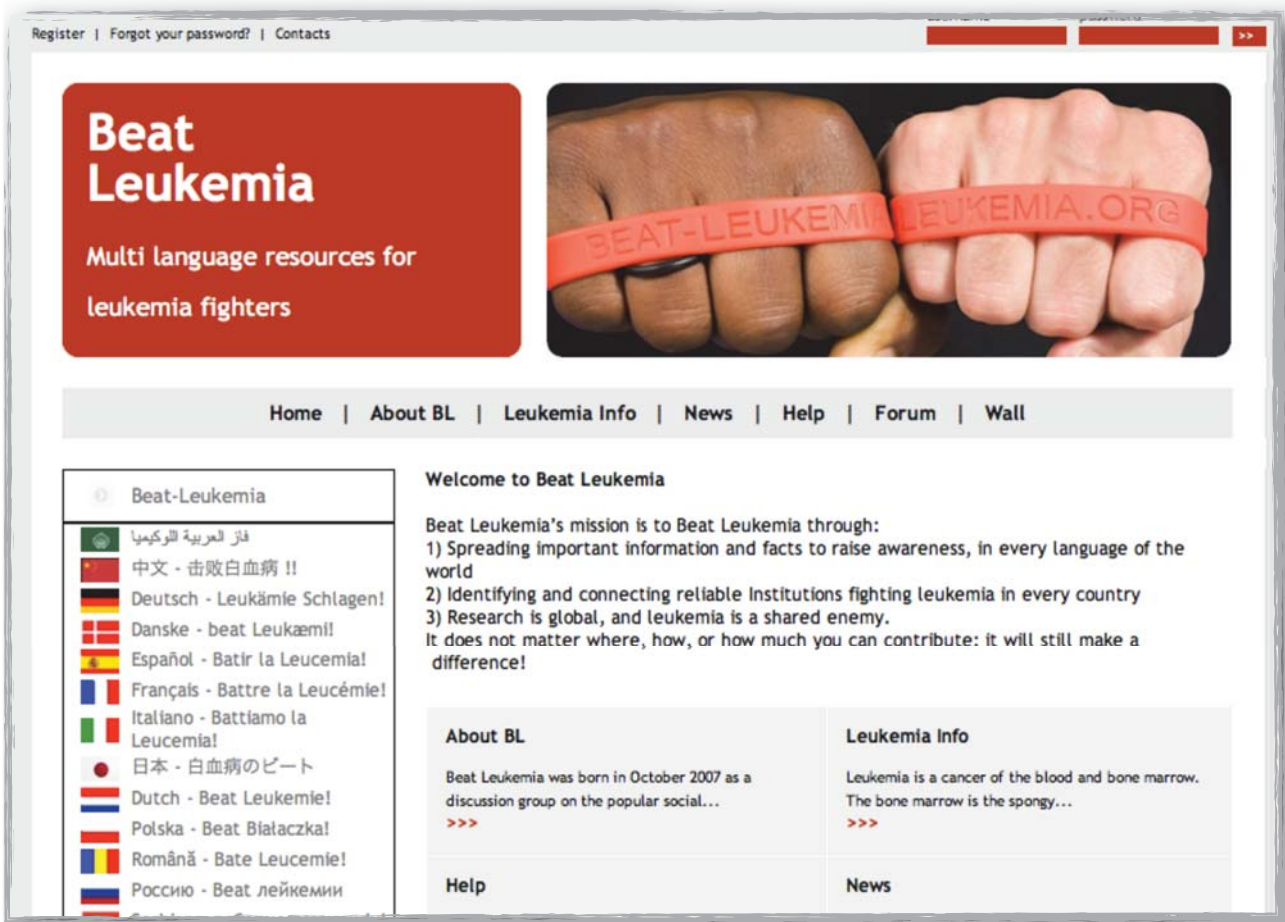 Register | Forgot your password? | Contacts
>>
Beat
Leukemia
Multi language resources for
leukemia fighters
BEAT-LEUKEMIA
LEUKEMIA.ORG
Home | About BL | Leukemia Info | News | Help | Forum | Wall
Beat-Leukemia
فاز العربية اللوكيميا
中文 - 击败白血病 !!
Deutsch - Leukämie Schlagen!
Danske - beat Leukæmi!
Español - Batir la Leucemia!
Français - Battre la Leucémie!
Italiano - Battiamo la
Leucemia!
日本 - 白血病のビート
Dutch - Beat Leukemie!
Polska - Beat Białaczka!
Română - Bate Leucemie!
Россию - Beat лейкемии
Welcome to Beat Leukemia
Beat Leukemia's mission is to Beat Leukemia through:
1) Spreading important information and facts to raise awareness, in every language of the
world
2) Identifying and connecting reliable Institutions fighting leukemia in every country
3) Research is global, and leukemia is a shared enemy.
It does not matter where, how, or how much you can contribute: it will still make a
difference!
About BL
Beat Leukemia was born in October 2007 as a
discussion group on the popular social...
>>>
Leukemia Info
Leukemia is a cancer of the blood and bone marrow.
The bone marrow is the spongy...
>>>
Help
News